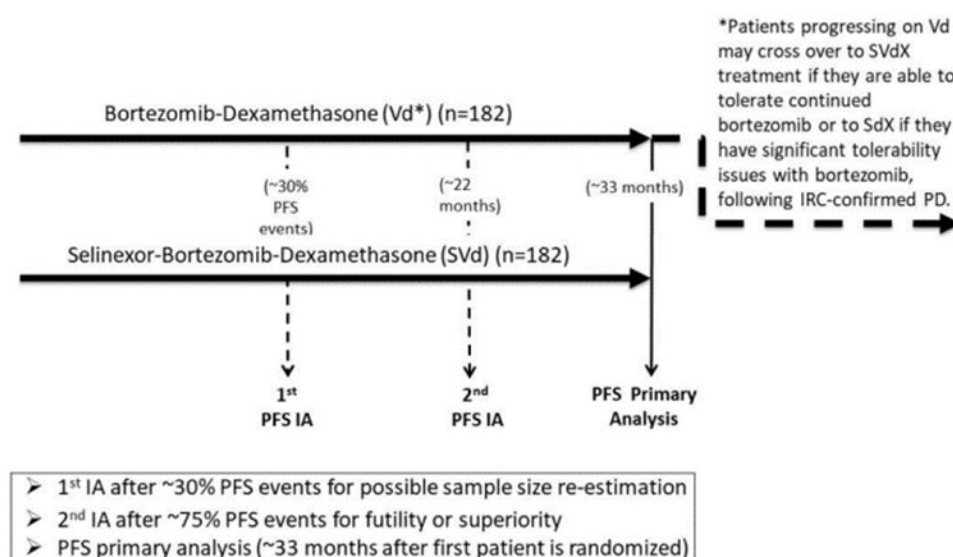 *Patients progressing on Vd
may cross over to SVdX
treatment if they are able to
tolerate continued
bortezomib or to SdX if they
have significant tolerability
issues with bortezomib,
following IRC-confirmed PD.
Bortezomib-Dexamethasone (Vd*) (n=182)
(~30%
PFS
events)
(~22
months)
(~33 months)
Selinexor-Bortezomib-Dexamethasone (SVd) (n=182)
1st
PFS IA
2nd
PFS IA
PFS Primary
Analysis
➢ 1st IA after ~30% PFS events for possible sample size re-estimation
➢ 2nd IA after ~75% PFS events for futility or superiority
➢ PFS primary analysis (~33 months after first patient is randomized)